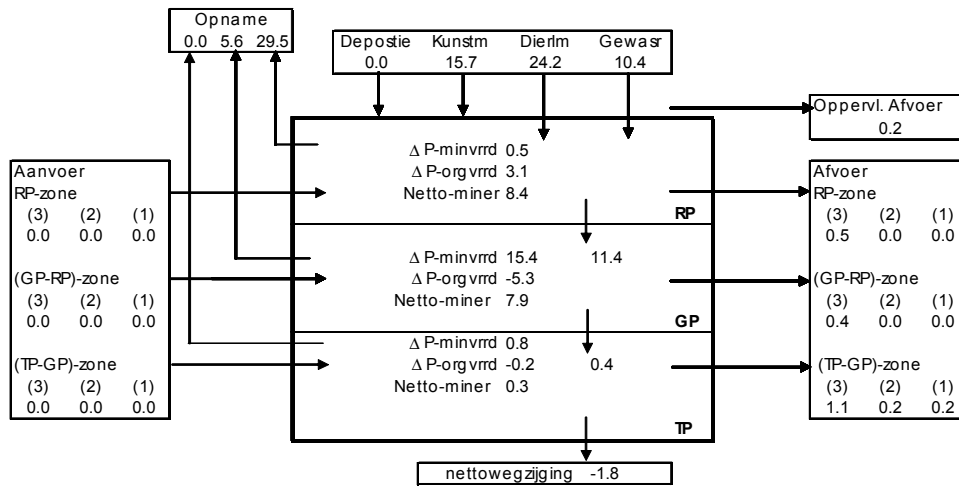 Opname
0.0 5.6 29.5
Depostie Kunstm Dierlm Gewasr
0.0 15.7 24.2 10.4
Oppervl. Afvoer
0.2
Aanvoer
RP-zone
(3) (2) (1)
0.0 0.0 0.0
(GP-RP)-zone
(3) (2) (1)
0.0 0.0 0.0
(TP-GP)-zone
(3) (2) (1)
0.0 0.0 0.0
Δ P-minvrrd 0.5
Δ P-orgvrrd 3.1
Netto-miner 8.4
RP
Δ P-minvrrd 15.4 11.4
Δ P-orgvrrd -5.3
Netto-miner 7.9
GP
Δ P-minvrrd 0.8
Δ P-orgvrrd -0.2 0.4
Netto-miner 0.3
TP
Afvoer
RP-zone
(3) (2) (1)
0.5 0.0 0.0
(GP-RP)-zone
(3) (2) (1)
0.4 0.0 0.0
(TP-GP)-zone
(3) (2) (1)
1.1 0.2 0.2
nettowegzijging -1.8